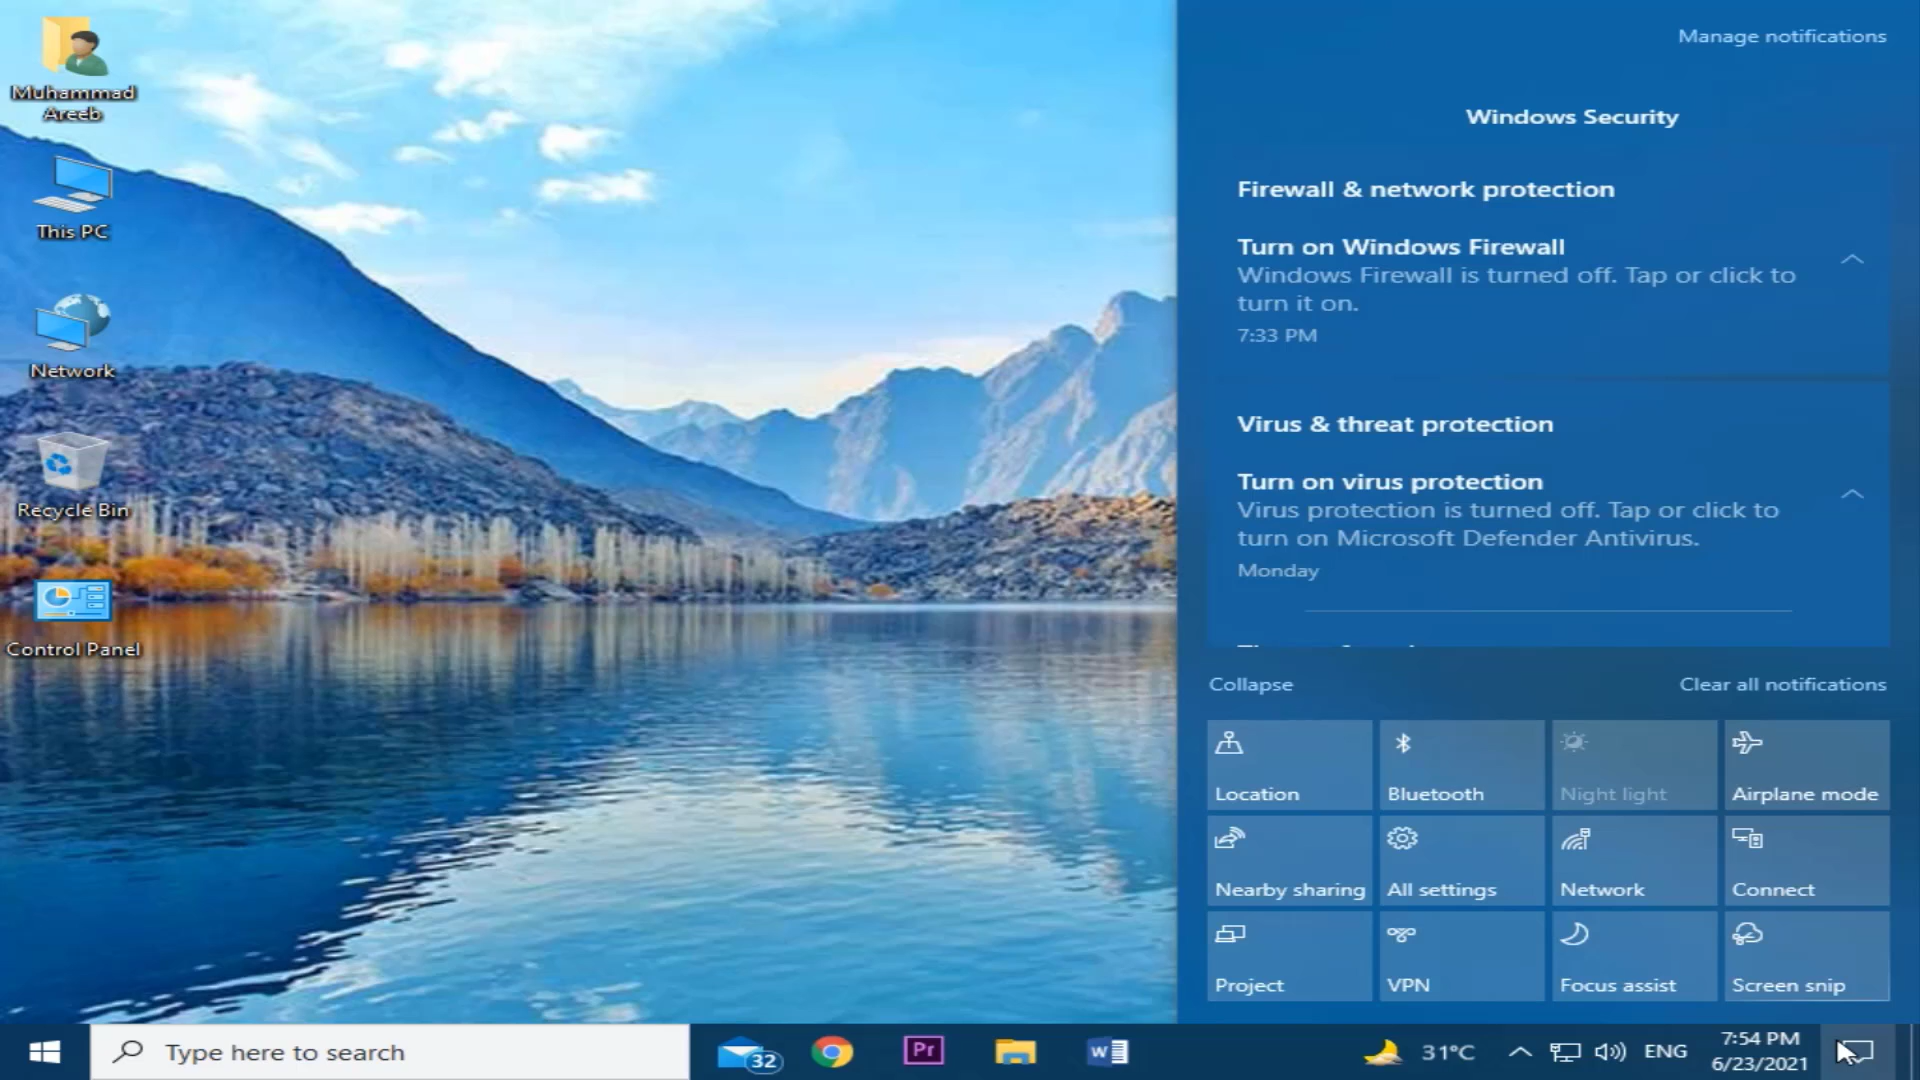 Muhammad
Areeb
This PC
Network
Recycle Bin
Control Panel
Manage notifications
Windows Security
Firewall & network protection
Turn on Windows Firewall
Windows Firewall is turned off. Tap or click to
turn it on.
7:33 PM
Virus & threat protection
Turn on virus protection
Virus protection is turned off. Tap or click to
turn on Microsoft Defender Antivirus.
Monday
Collapse
Clear all notifications
Location
Bluetooth
Night light
Airplane mode
Nearby sharing
All settings
Network
Connect
Project
VPN
Focus assist
Screen snip
Type here to search
32
Pr
W
31°C
ENG
7:54 PM
6/23/2021